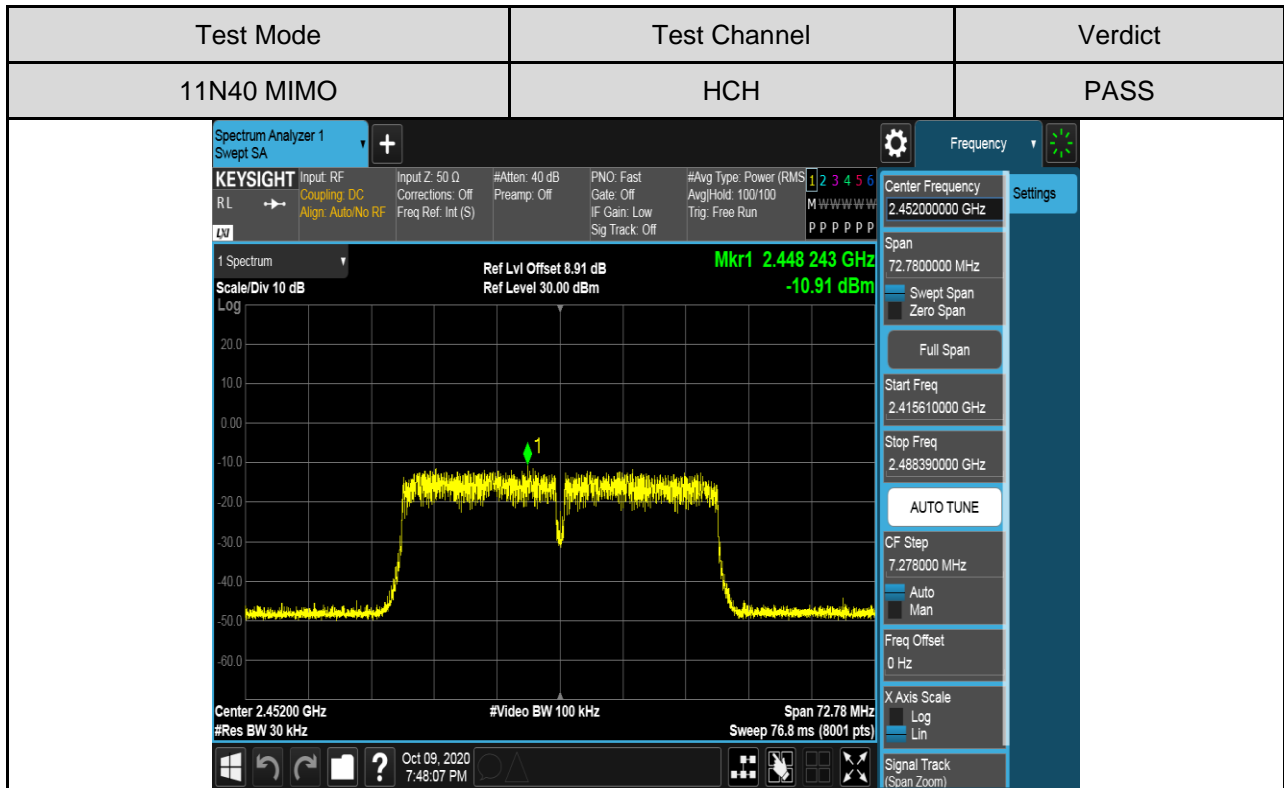 Test Mode Test Channel Verdict
11N40 MIMO HCH PASS
Spectrum Analyzer 1
Swept SA
+
Frequency
KEYSIGHT
RL
LXI
Input: RF
Coupling: DC
Align: Auto/No RF
Input Z: 50 Ω
Corrections: Off
Freq Ref: Int (S)
#Atten: 40 dB
Preamp: Off
PNO: Fast
Gate: Off
IF Gain: Low
Sig Track: Off
#Avg Type: Power (RMS
Avg|Hold: 100/100
Trig: Free Run
1 2 3 4 5 6
M W W W W W
P P P P P P
1 Spectrum
Scale/Div 10 dB
Ref Lvl Offset 8.91 dB
Ref Level 30.00 dBm
Mkr1 2.448 243 GHz
-10.91 dBm
Log
20.0
10.0
0.00
-10.0
-20.0
-30.0
-40.0
-50.0
-60.0
1
Center 2.45200 GHz
#Res BW 30 kHz
#Video BW 100 kHz
Span 72.78 MHz
Sweep 76.8 ms (8001 pts)
Center Frequency
2.452000000 GHz
Settings
Span
72.7800000 MHz
Swept Span
Zero Span
Full Span
Start Freq
2.415610000 GHz
Stop Freq
2.488390000 GHz
AUTO TUNE
CF Step
7.278000 MHz
Auto
Man
Freq Offset
0 Hz
X Axis Scale
Log
Lin
Signal Track
(Span Zoom)
?
Oct 09, 2020
7:48:07 PM